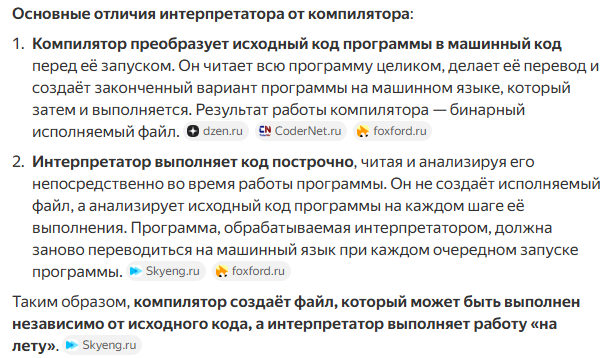 Основные отличия интерпретатора от компилятора:
1. Компилятор преобразует исходный код программы в машинный код
перед её запуском. Он читает всю программу целиком, делает её перевод и
создаёт законченный вариант программы на машинном языке, который
затем и выполняется. Результат работы компилятора — бинарный
исполняемый файл. dzen.ru CN CoderNet.ru foxford.ru
2. Интерпретатор выполняет код построчно, читая и анализируя его
непосредственно во время работы программы. Он не создаёт исполняемый
файл, а анализирует исходный код программы на каждом шаге её
выполнения. Программа, обрабатываемая интерпретатором, должна
заново переводиться на машинный язык при каждом очередном запуске
программы. Skyeng.ru foxford.ru
Таким образом, компилятор создаёт файл, который может быть выполнен
независимо от исходного кода, а интерпретатор выполняет работу «на
лету». Skyeng.ru